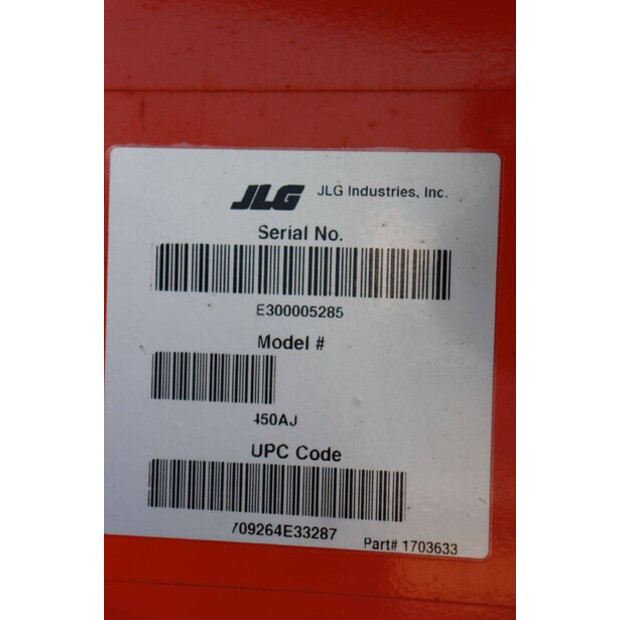 JLG JLG Industries, Inc.
Serial No.
E300005285
Model #
450AJ
UPC Code
709264E33287
Part# 1703633